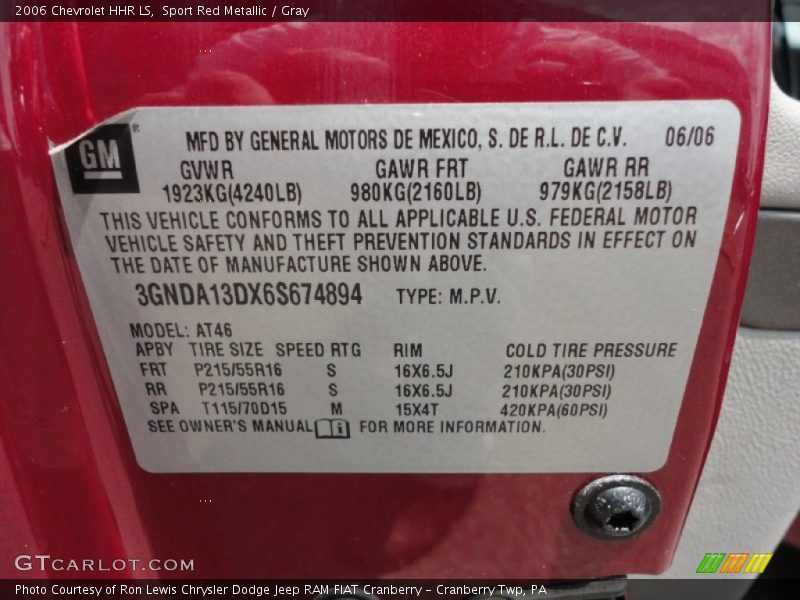 2006 Chevrolet HHR LS, Sport Red Metallic / Gray
GM
MFD BY GENERAL MOTORS DE MEXICO, S. DE R.L. DE C.V. 06/06
GVWR GAWR FRT GAWR RR
1923KG(4240LB) 980KG(2160LB) 979KG(2158LB)
THIS VEHICLE CONFORMS TO ALL APPLICABLE U.S. FEDERAL MOTOR
VEHICLE SAFETY AND THEFT PREVENTION STANDARDS IN EFFECT ON
THE DATE OF MANUFACTURE SHOWN ABOVE.
3GNDA13DX6S674894 TYPE: M.P.V.
MODEL: AT46
APBY TIRE SIZE SPEED RTG RIM COLD TIRE PRESSURE
FRT P215/55R16 S 16X6.5J 210KPA(30PSI)
RR P215/55R16 S 16X6.5J 210KPA(30PSI)
SPA T115/70D15 M 15X4T 420KPA(60PSI)
SEE OWNER'S MANUAL i FOR MORE INFORMATION.
GTCARLOT.COM
Photo Courtesy of Ron Lewis Chrysler Dodge Jeep RAM FIAT Cranberry - Cranberry Twp, PA